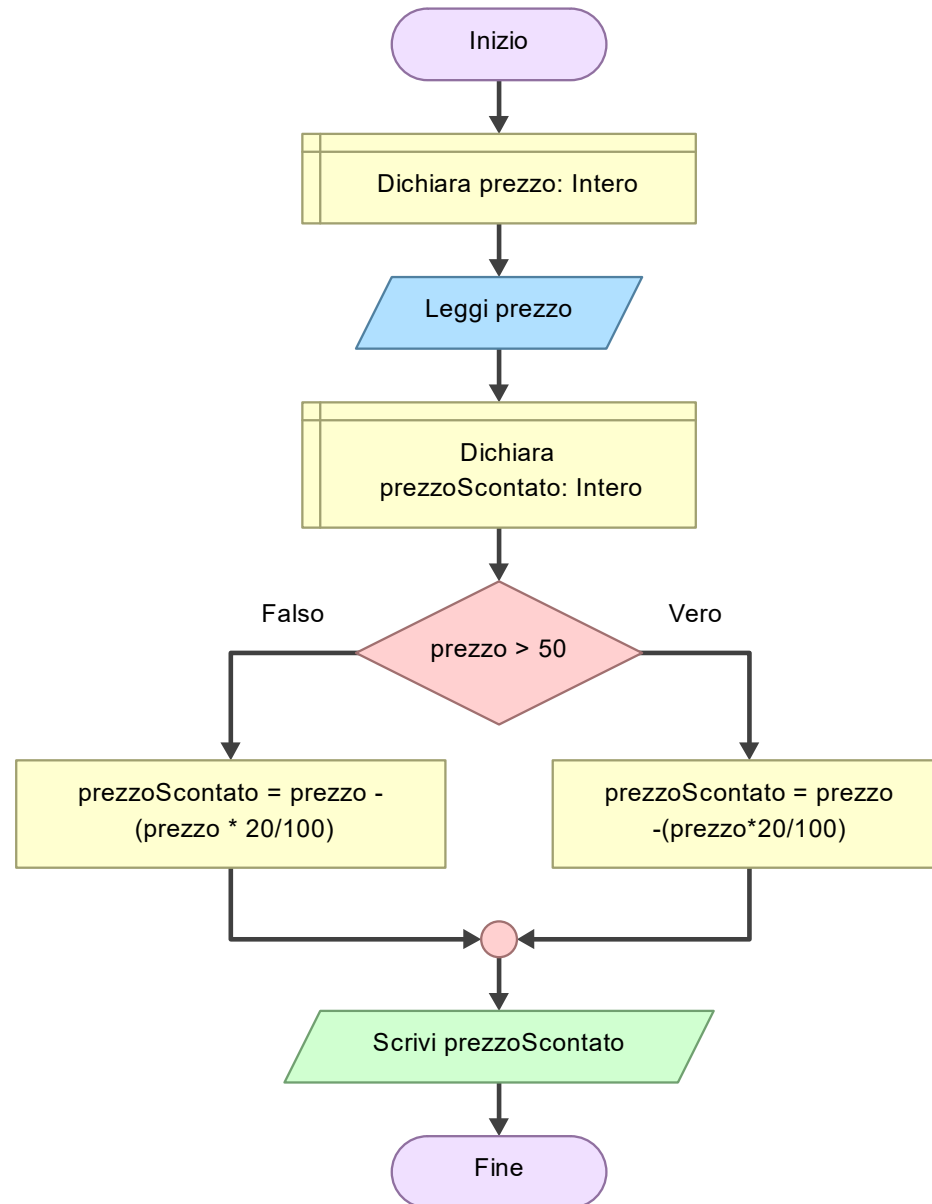 Inizio
Dichiara prezzo: Intero
Leggi prezzo
Dichiara
prezzoScontato: Intero
Falso
Vero
prezzo > 50
prezzoScontato = prezzo -
(prezzo * 20/100)
prezzoScontato = prezzo
-(prezzo*20/100)
Scrivi prezzoScontato
Fine